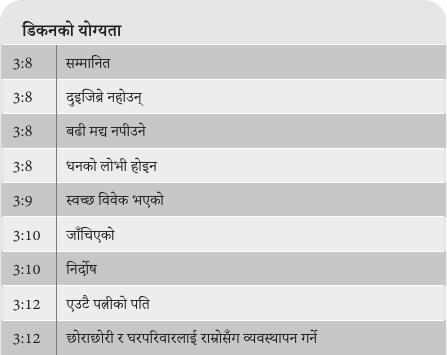 डिकनको योग्यता
3:8 सम्मानित
3:8 दुइजिब्रे नहोउन्
3:8 बढी मद्य नपीउने
3:8 धनको लोभी होइन
3:9 स्वच्छ विवेक भएको
3:10 जाँचिएको
3:10 निर्दोष
3:12 एउटै पत्नीको पति
3:12 छोराछोरी र घरपरिवारलाई राम्रोसँग व्यवस्थापन गर्ने